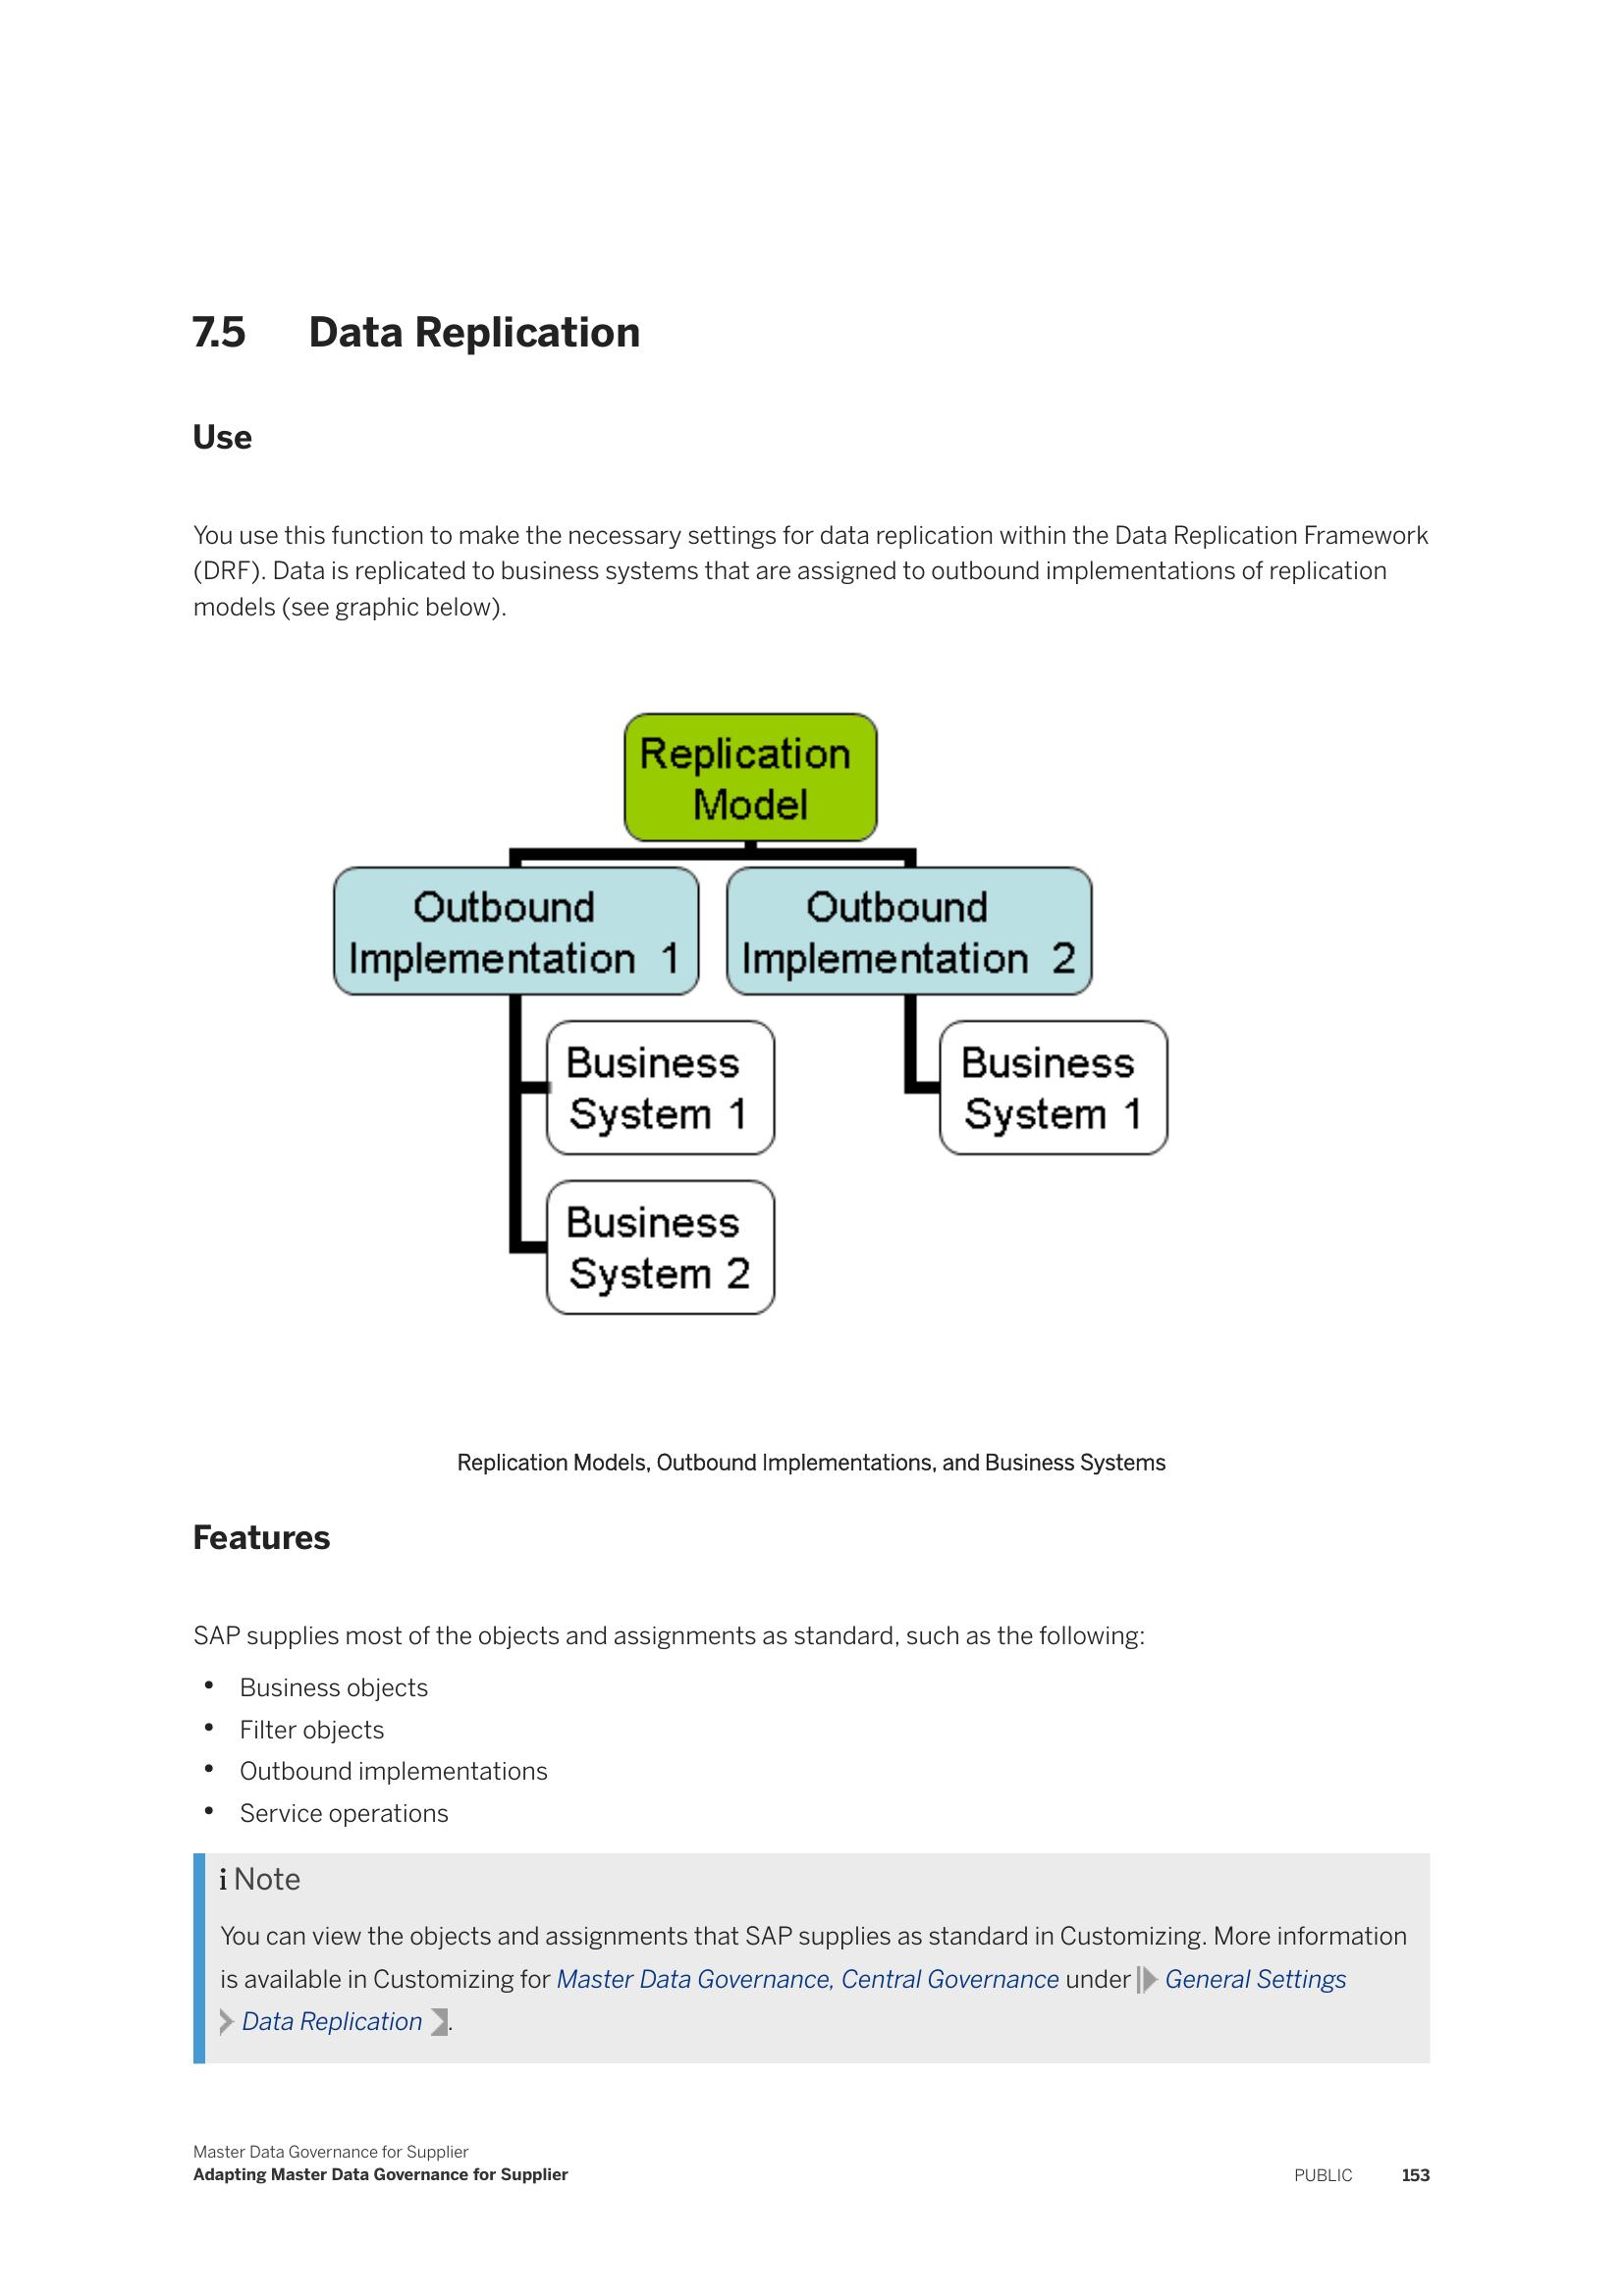 7.5 Data Replication
Use
You use this function to make the necessary settings for data replication within the Data Replication Framework
(DRF). Data is replicated to business systems that are assigned to outbound implementations of replication
models (see graphic below).
Replication
Model
Outbound
Implementation 1
Outbound
Implementation 2
Business
System 1
Business
System 1
Business
System 2
Replication Models, Outbound Implementations, and Business Systems
Features
SAP supplies most of the objects and assignments as standard, such as the following:
• Business objects
• Filter objects
• Outbound implementations
• Service operations
i Note
You can view the objects and assignments that SAP supplies as standard in Customizing. More information
is available in Customizing for Master Data Governance, Central Governance under General Settings
Data Replication .
Master Data Governance for Supplier
Adapting Master Data Governance for Supplier
PUBLIC 153